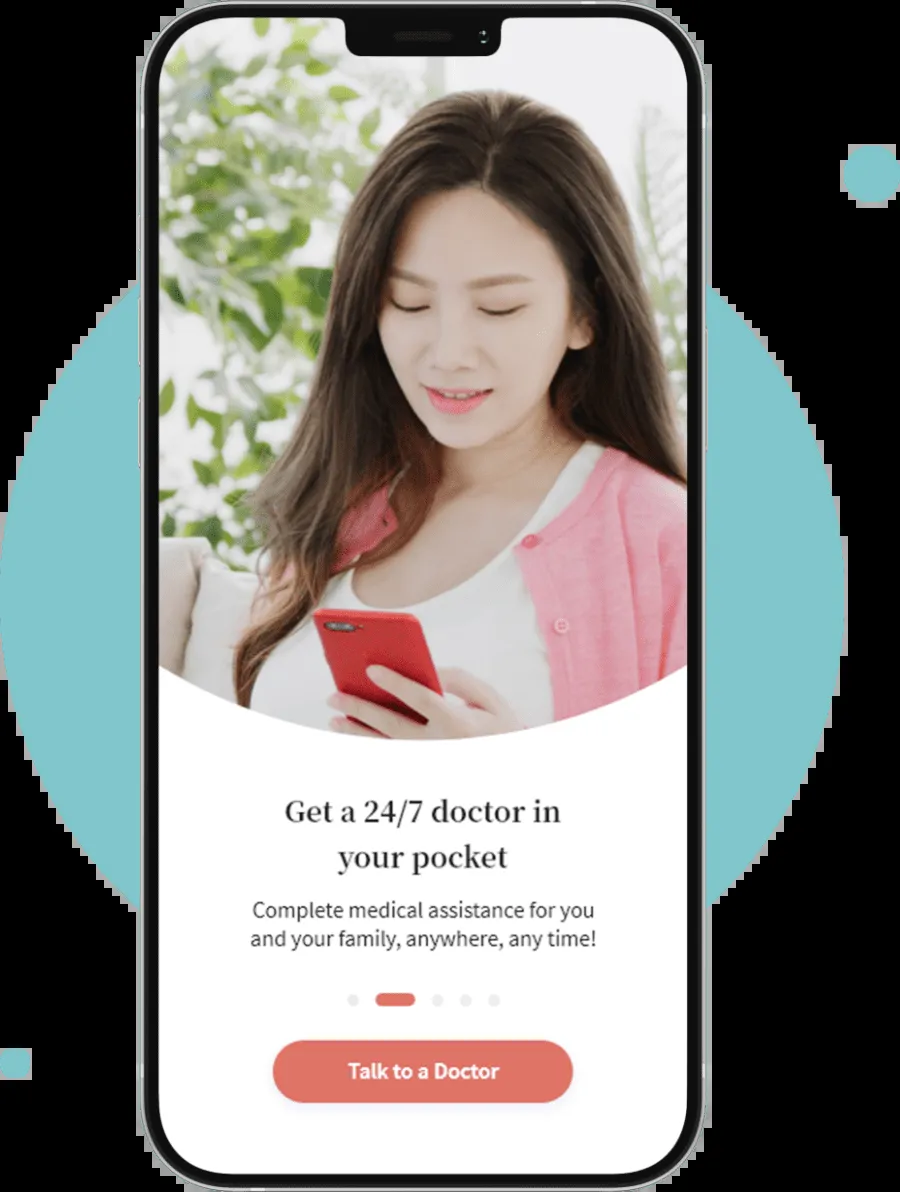 Get a 24/7 doctor in
your pocket
Complete medical assistance for you
and your family, anywhere, any time!
Talk to a Doctor